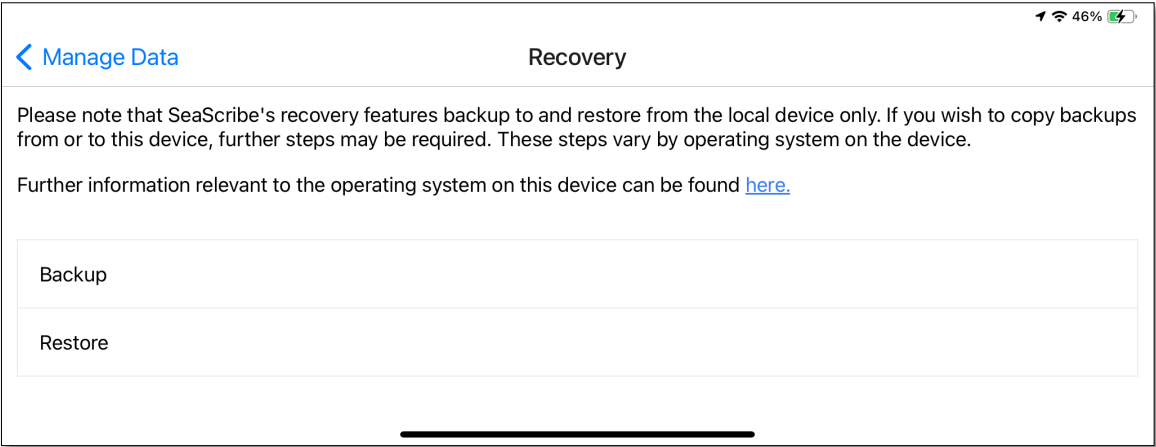 46%
Manage Data
Recovery
Please note that SeaScribe's recovery features backup to and restore from the local device only. If you wish to copy backups
from or to this device, further steps may be required. These steps vary by operating system on the device.
Further information relevant to the operating system on this device can be found here.
Backup
Restore